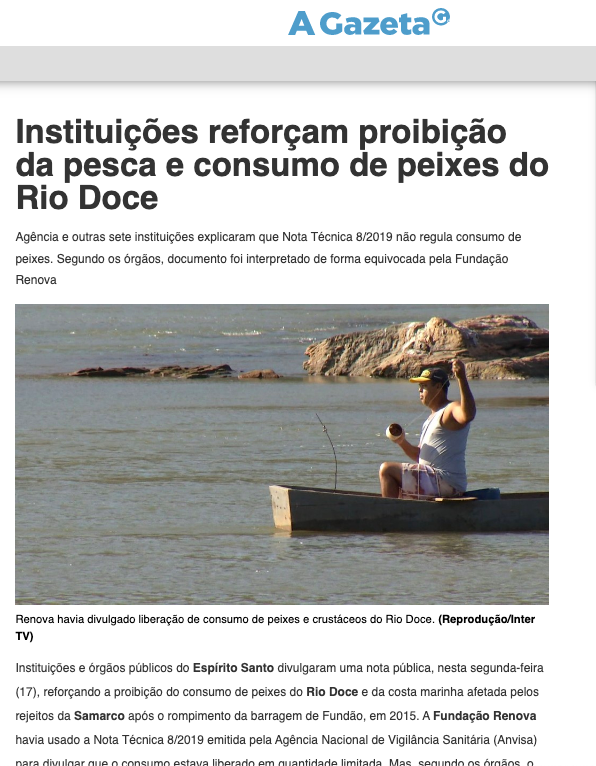 A Gazeta
Instituições reforçam proibição
da pesca e consumo de peixes do
Rio Doce
Agência e outras sete instituições explicaram que Nota Técnica 8/2019 não regula consumo de
peixes. Segundo os órgãos, documento foi interpretado de forma equivocada pela Fundação
Renova
Renova havia divulgado liberação de consumo de peixes e crustáceos do Rio Doce. (Reprodução/Inter
TV)
Instituições e órgãos públicos do Espírito Santo divulgaram uma nota pública, nesta segunda-feira
(17), reforçando a proibição do consumo de peixes do Rio Doce e da costa marinha afetada pelos
rejeitos da Samarco após o rompimento da barragem de Fundão, em 2015. A Fundação Renova
havia usado a Nota Técnica 8/2019 emitida pela Agência Nacional de Vigilância Sanitária (Anvisa)
para divulgar que o consumo estava liberado em quantidade limitada. Mas, segundo os órgãos, o